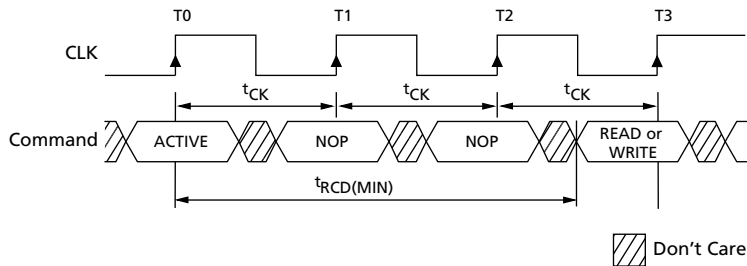 T0 T1 T2 T3
CLK
tCK tCK tCK
Command ACTIVE NOP NOP READ or WRITE
tRCD(MIN)
Don't Care